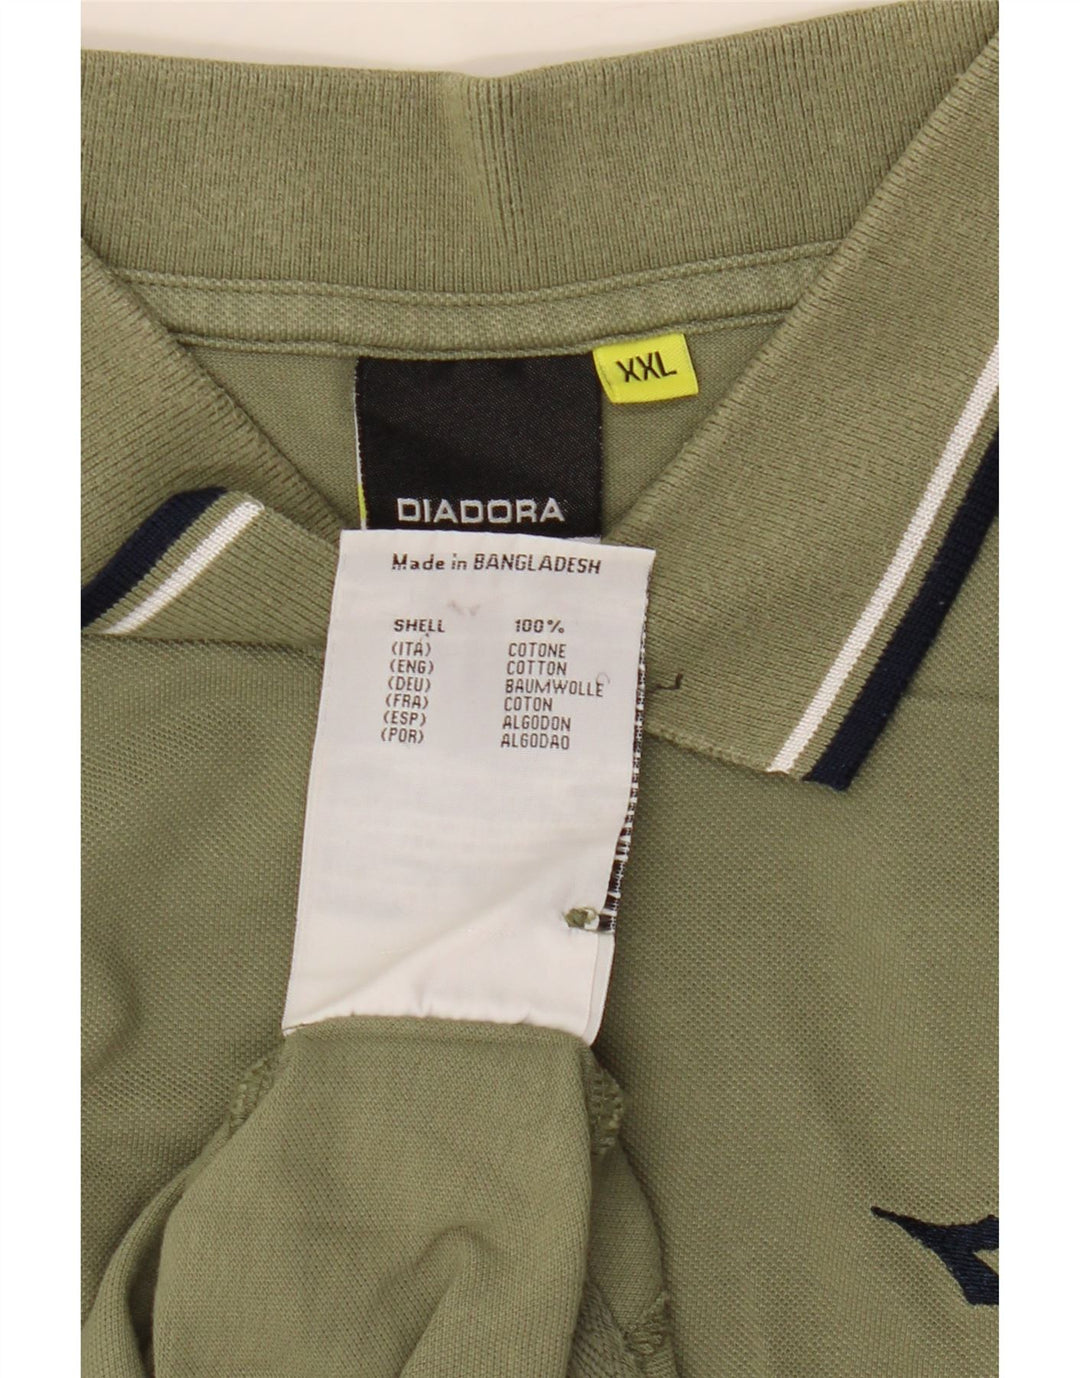 XXL
DIADORA
Made in BANGLADESH
SHELL 100%
(ITA) COTONE
(ENG) COTTON
(DEU) BAUMWOLLE
(FRA) COTON
(ESP) ALGODON
(POR) ALGODAO